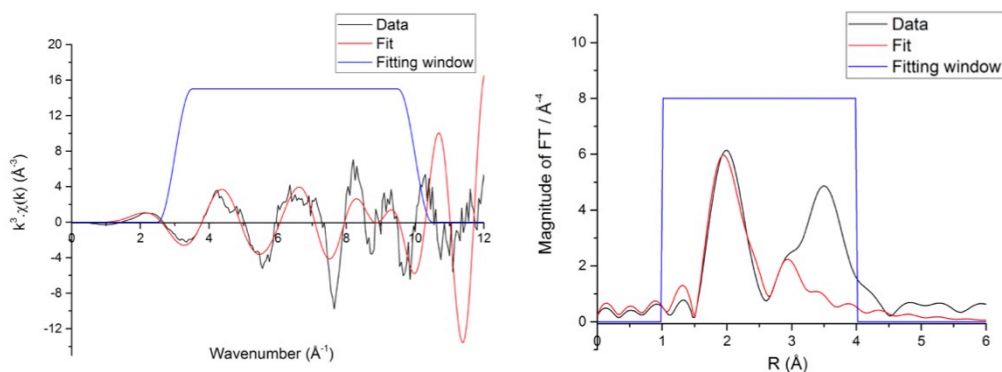 Data
Fit
Fitting window
20
16
12
8
4
0
-4
-8
-12
0 2 4 6 8 10 12
k³.χ(k) (Å⁻³)
Wavenumber (Å⁻¹)
Data
Fit
Fitting window
10
8
6
4
2
0
0 1 2 3 4 5 6
Magnitude of FT / Å⁻⁴
R (Å)